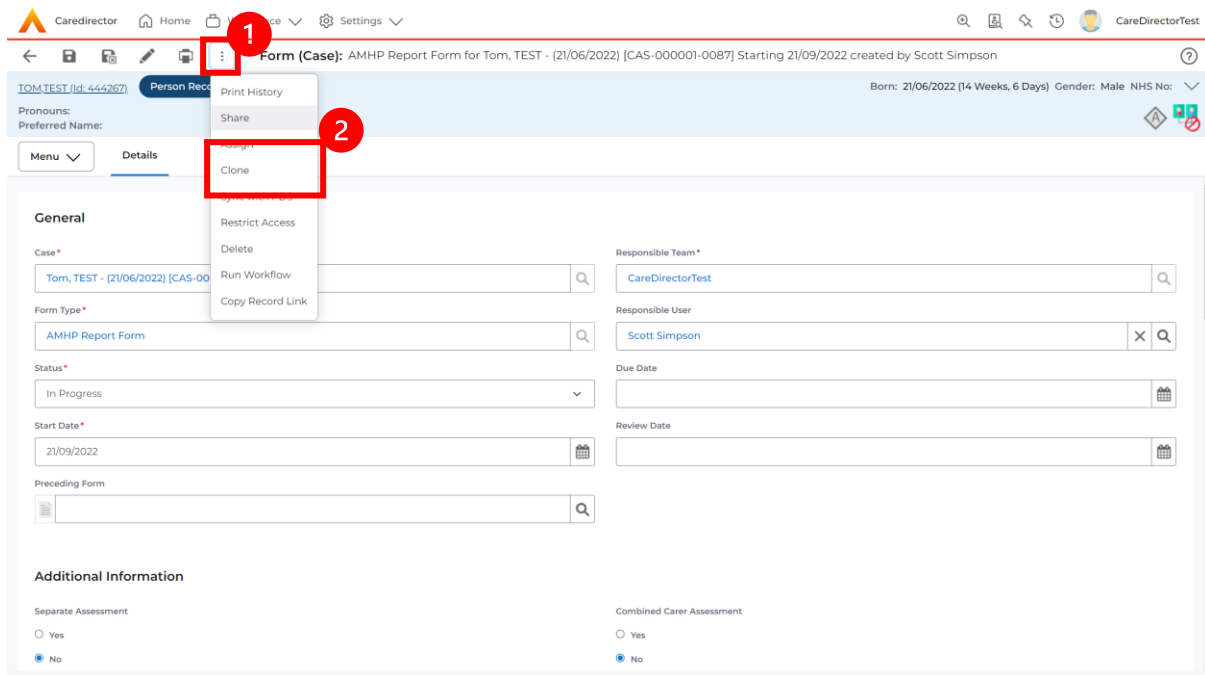 Caredirector Home Settings CareDirectorTest
1
Form (Case): AMHP Report Form for Tom, TEST - (21/06/2022) [CAS-000001-0087] Starting 21/09/2022 created by Scott Simpson
TOM,TEST (Id: 444267) Person Reco Born: 21/06/2022 (14 Weeks, 6 Days) Gender: Male NHS No:
Pronouns:
Preferred Name:
Print History
Share
2
Assign
Clone
Restrict Access
Delete
Run Workflow
Copy Record Link
Menu Details
General
Case* Responsible Team*
Tom, TEST - (21/06/2022) [CAS-00 CareDirectorTest
Form Type* Responsible User
AMHP Report Form Scott Simpson
Status* Due Date
In Progress
Start Date* Review Date
21/09/2022
Preceding Form
Additional Information
Separate Assessment Combined Carer Assessment
Yes Yes
No No